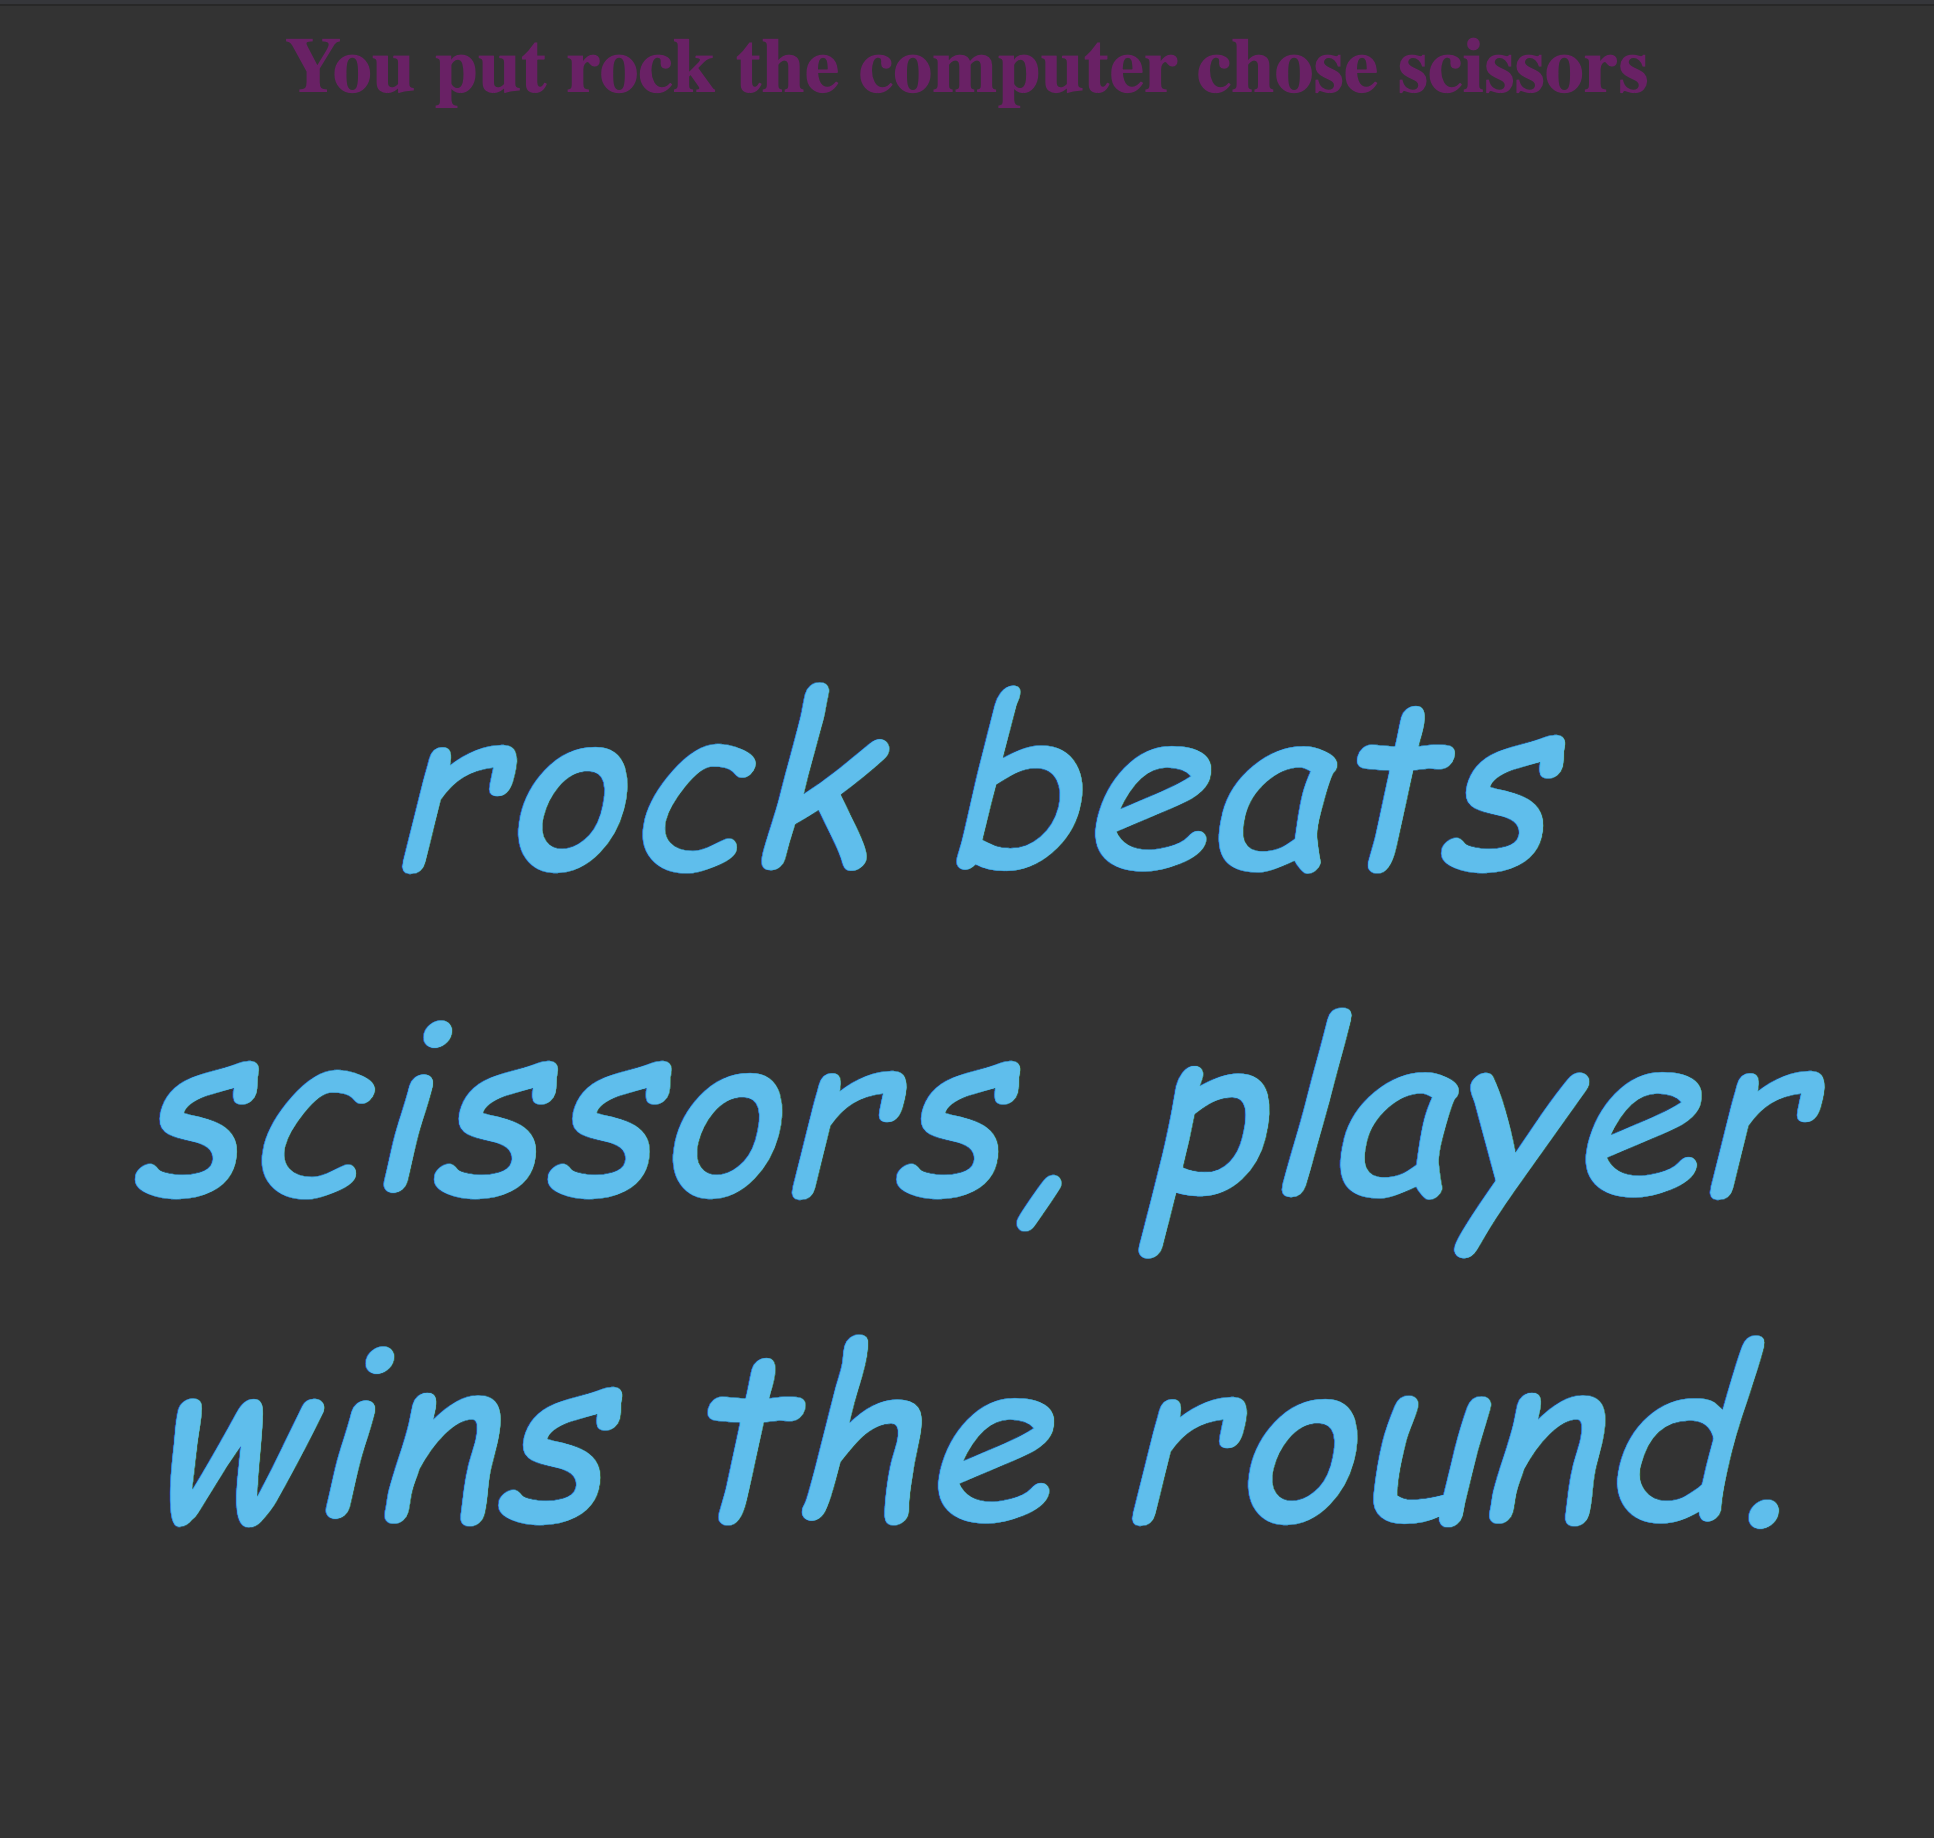 You put rock the computer chose scissors
rock beats
scissors, player
wins the round.